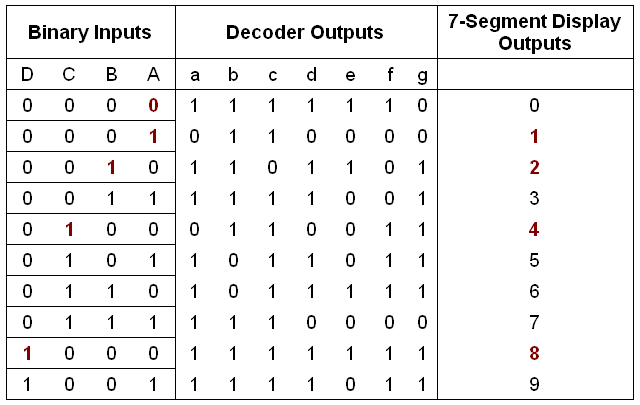 Binary Inputs Decoder Outputs 7-Segment Display Outputs
D C B A a b c d e f g
0 0 0 0 1 1 1 1 1 1 0 0
0 0 0 1 0 1 1 0 0 0 0 1
0 0 1 0 1 1 0 1 1 0 1 2
0 0 1 1 1 1 1 1 0 0 1 3
0 1 0 0 0 1 1 0 0 1 1 4
0 1 0 1 1 0 1 1 0 1 1 5
0 1 1 0 1 0 1 1 1 1 1 6
0 1 1 1 1 1 1 0 0 0 0 7
1 0 0 0 1 1 1 1 1 1 1 8
1 0 0 1 1 1 1 1 0 1 1 9